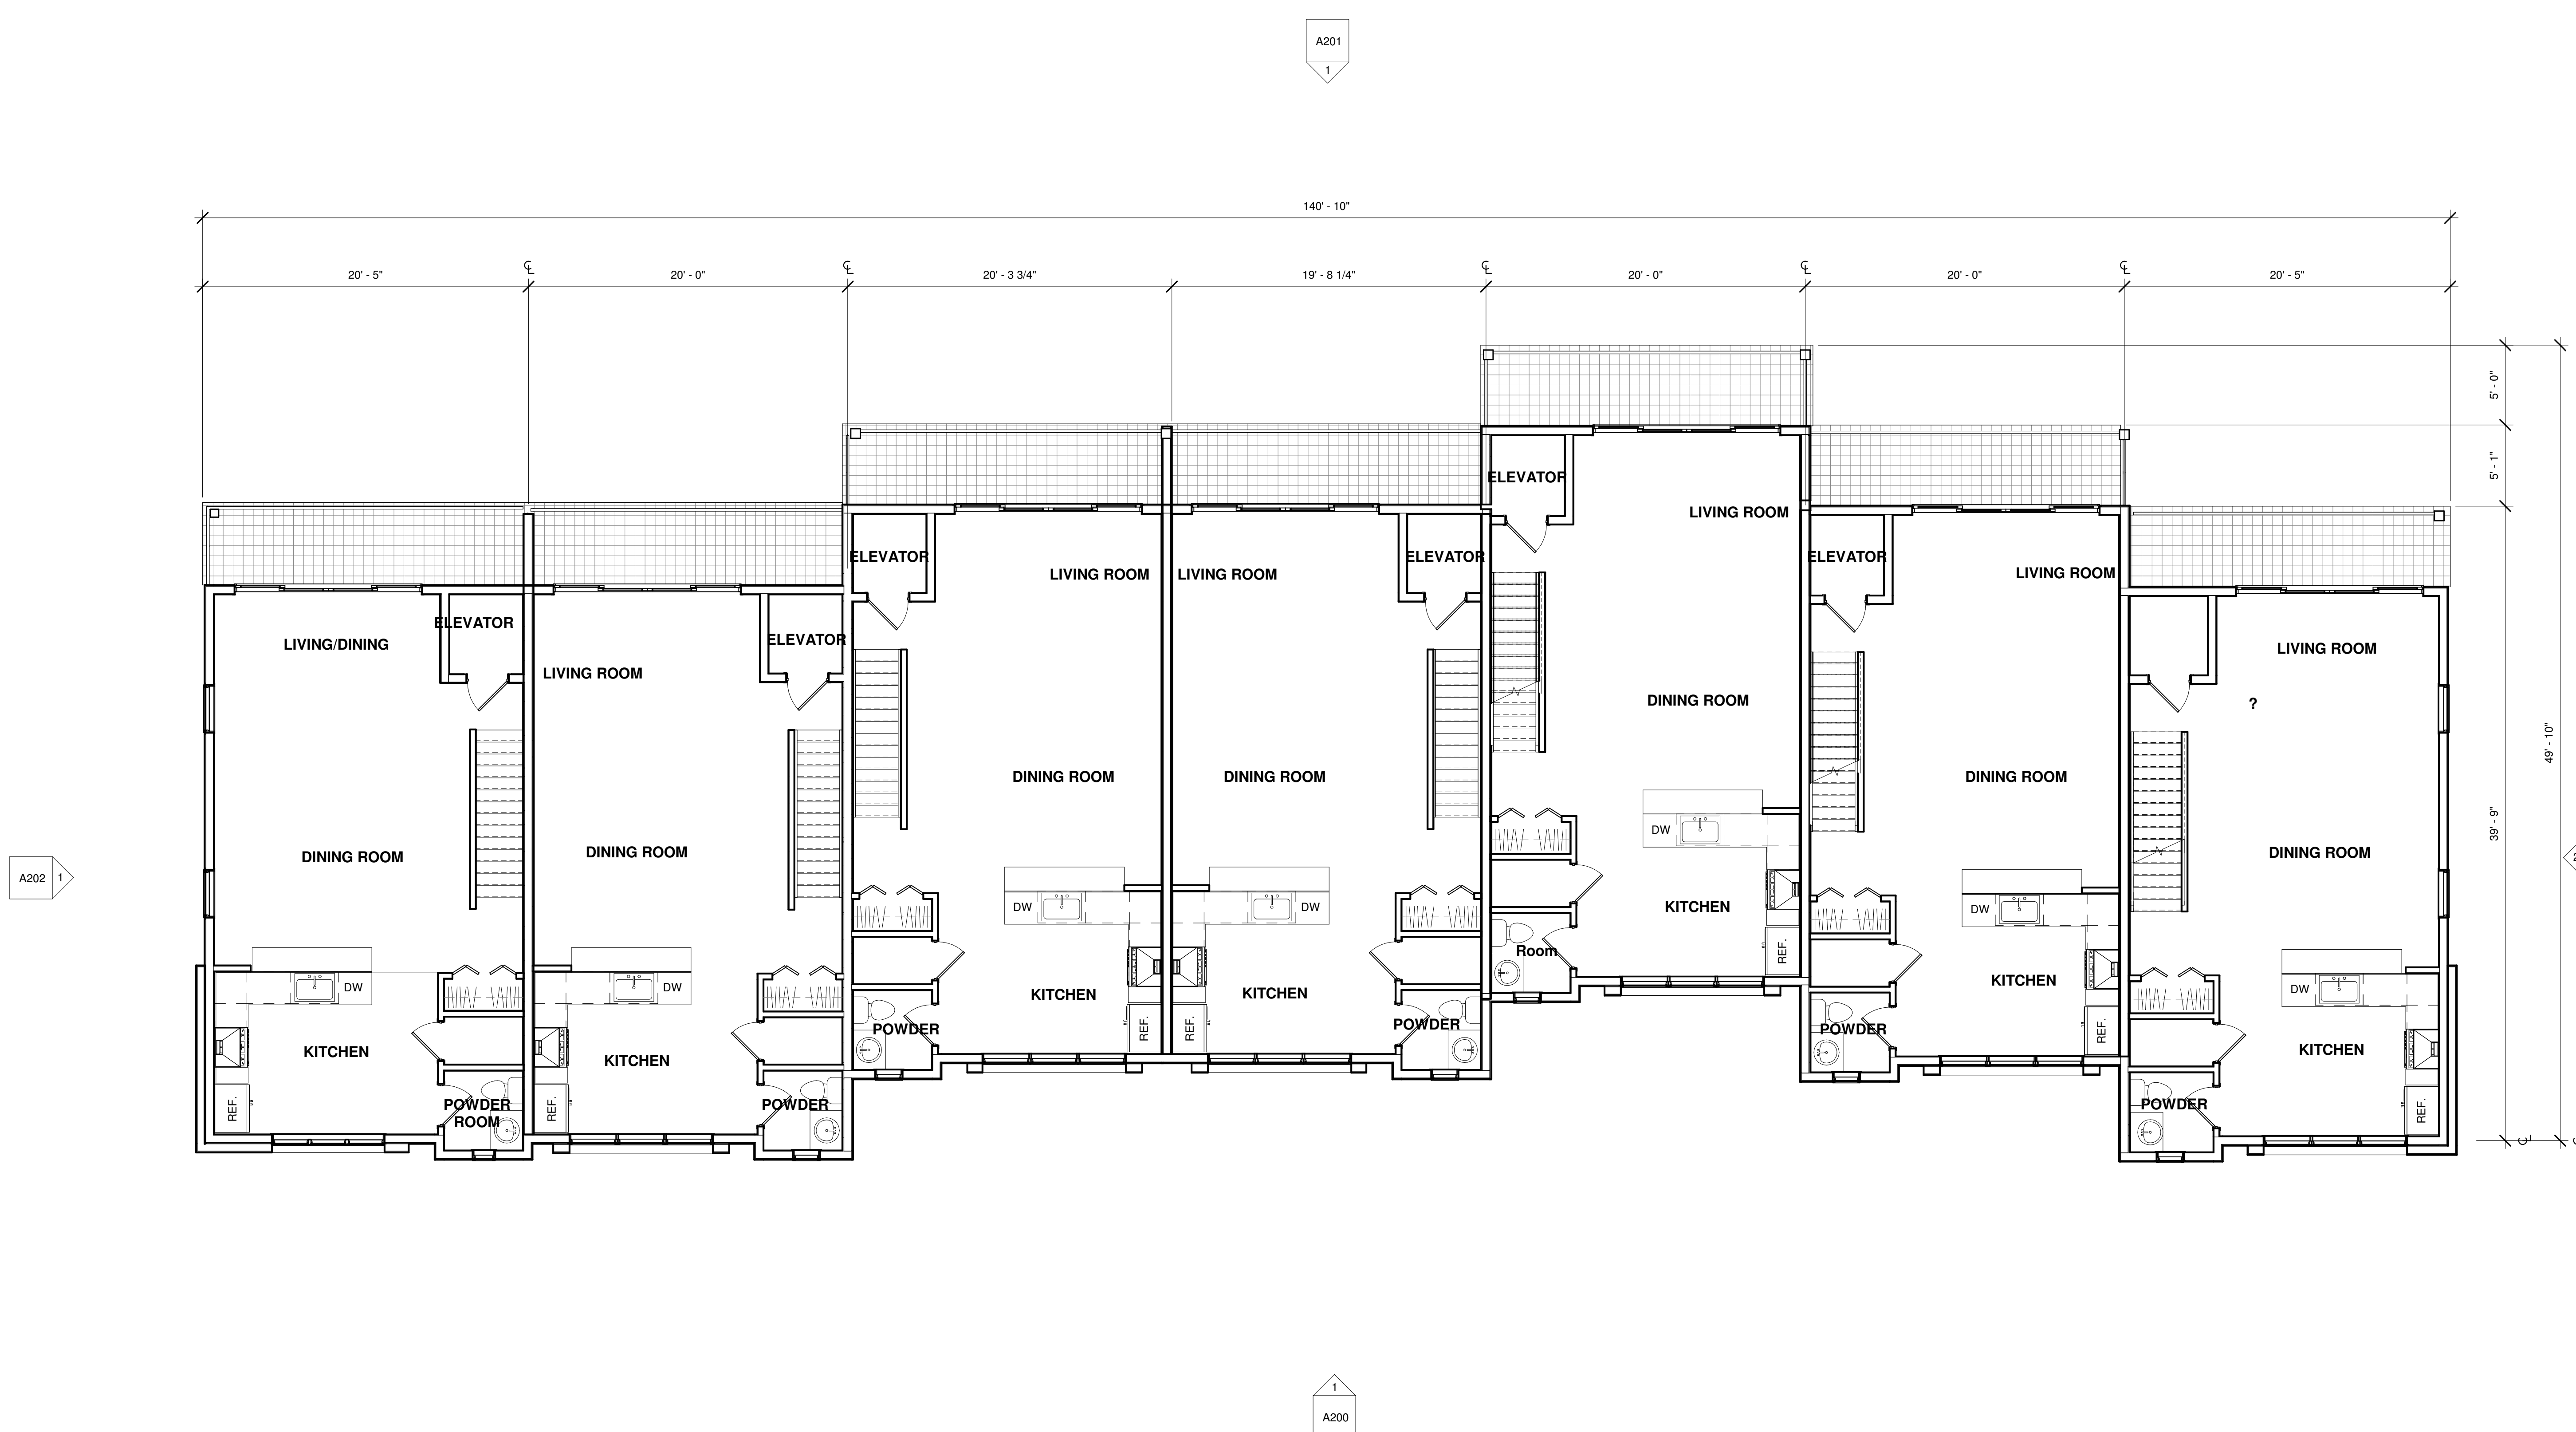 A201
1
140' - 10"
20' - 5"
20' - 0"
20' - 3 3/4"
19' - 8 1/4"
20' - 0"
20' - 0"
20' - 5"
5' - 0"
5' - 1"
39' - 9"
49' - 10"
A202
1
LIVING/DINING
ELEVATOR
DINING ROOM
DW
KITCHEN
REF.
POWDER
ROOM
LIVING ROOM
ELEVATOR
DINING ROOM
DW
KITCHEN
REF.
POWDER
ELEVATOR
LIVING ROOM
DINING ROOM
DW
KITCHEN
REF.
POWDER
LIVING ROOM
ELEVATOR
DINING ROOM
DW
KITCHEN
REF.
POWDER
ELEVATOR
LIVING ROOM
DINING ROOM
DW
KITCHEN
REF.
Room
ELEVATOR
LIVING ROOM
DINING ROOM
DW
KITCHEN
REF.
POWDER
LIVING ROOM
?
DINING ROOM
DW
KITCHEN
REF.
POWDER
1
A200